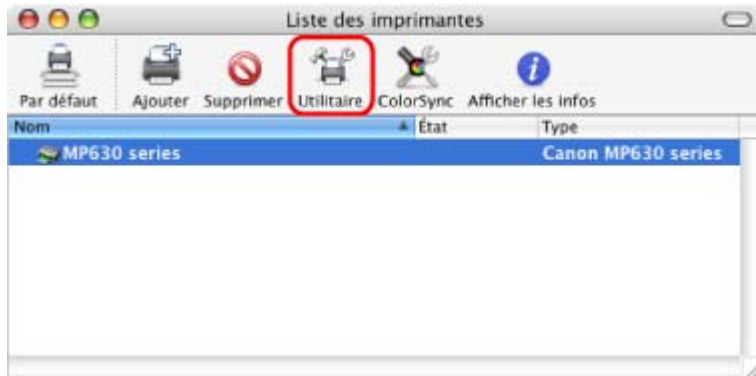 Liste des imprimantes
Par défaut Ajouter Supprimer Utilitaire ColorSync Afficher les infos
Nom État Type
MP630 series Canon MP630 series